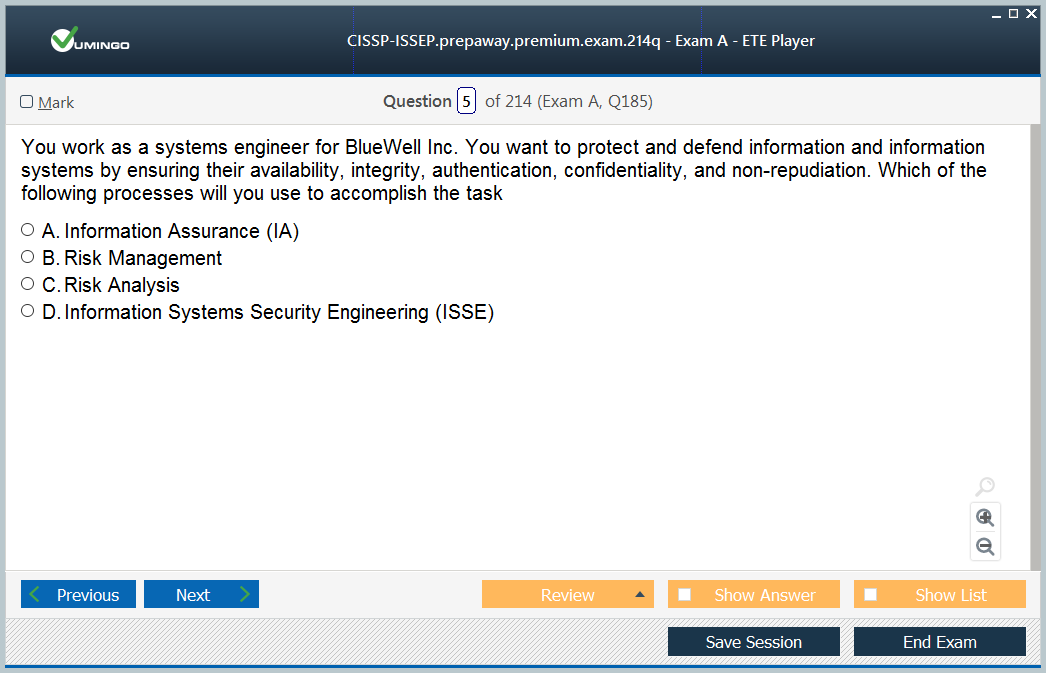 VUMINGO
CISSP-ISSEP.prepaway.premium.exam.214q - Exam A - ETE Player
Mark
Question 5 of 214 (Exam A, Q185)
You work as a systems engineer for BlueWell Inc. You want to protect and defend information and information
systems by ensuring their availability, integrity, authentication, confidentiality, and non-repudiation. Which of the
following processes will you use to accomplish the task
A. Information Assurance (IA)
B. Risk Management
C. Risk Analysis
D. Information Systems Security Engineering (ISSE)
Previous
Next
Review
Show Answer
Show List
Save Session
End Exam